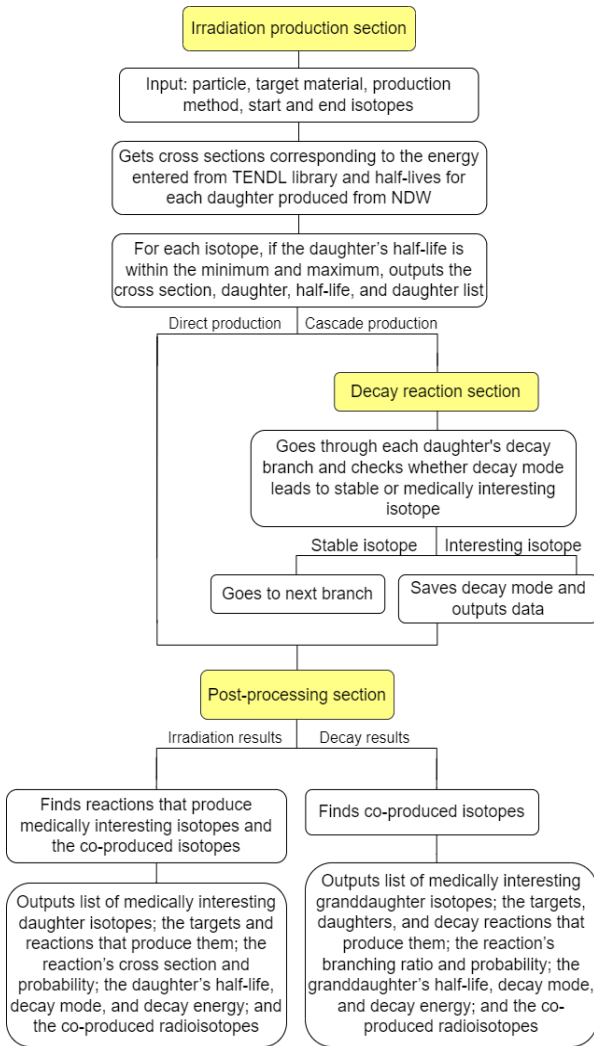 Irradiation production section
Input: particle, target material, production
method, start and end isotopes
Gets cross sections corresponding to the energy
entered from TENDL library and half-lives for
each daughter produced from NDW
For each isotope, if the daughter's half-life is
within the minimum and maximum, outputs the
cross section, daughter, half-life, and daughter list
Direct production
Cascade production
Decay reaction section
Goes through each daughter's decay
branch and checks whether decay mode
leads to stable or medically interesting
isotope
Stable isotope
Interesting isotope
Goes to next branch
Saves decay mode and
outputs data
Post-processing section
Irradiation results
Decay results
Finds reactions that produce
medically interesting isotopes and
the co-produced isotopes
Finds co-produced isotopes
Outputs list of medically interesting
daughter isotopes; the targets and
reactions that produce them; the
reaction's cross section and
probability; the daughter's half-life,
decay mode, and decay energy; and
the co-produced radioisotopes
Outputs list of medically interesting
granddaughter isotopes; the targets,
daughters, and decay reactions that
produce them; the reaction's
branching ratio and probability; the
granddaughter's half-life, decay mode,
and decay energy; and the co-
produced radioisotopes